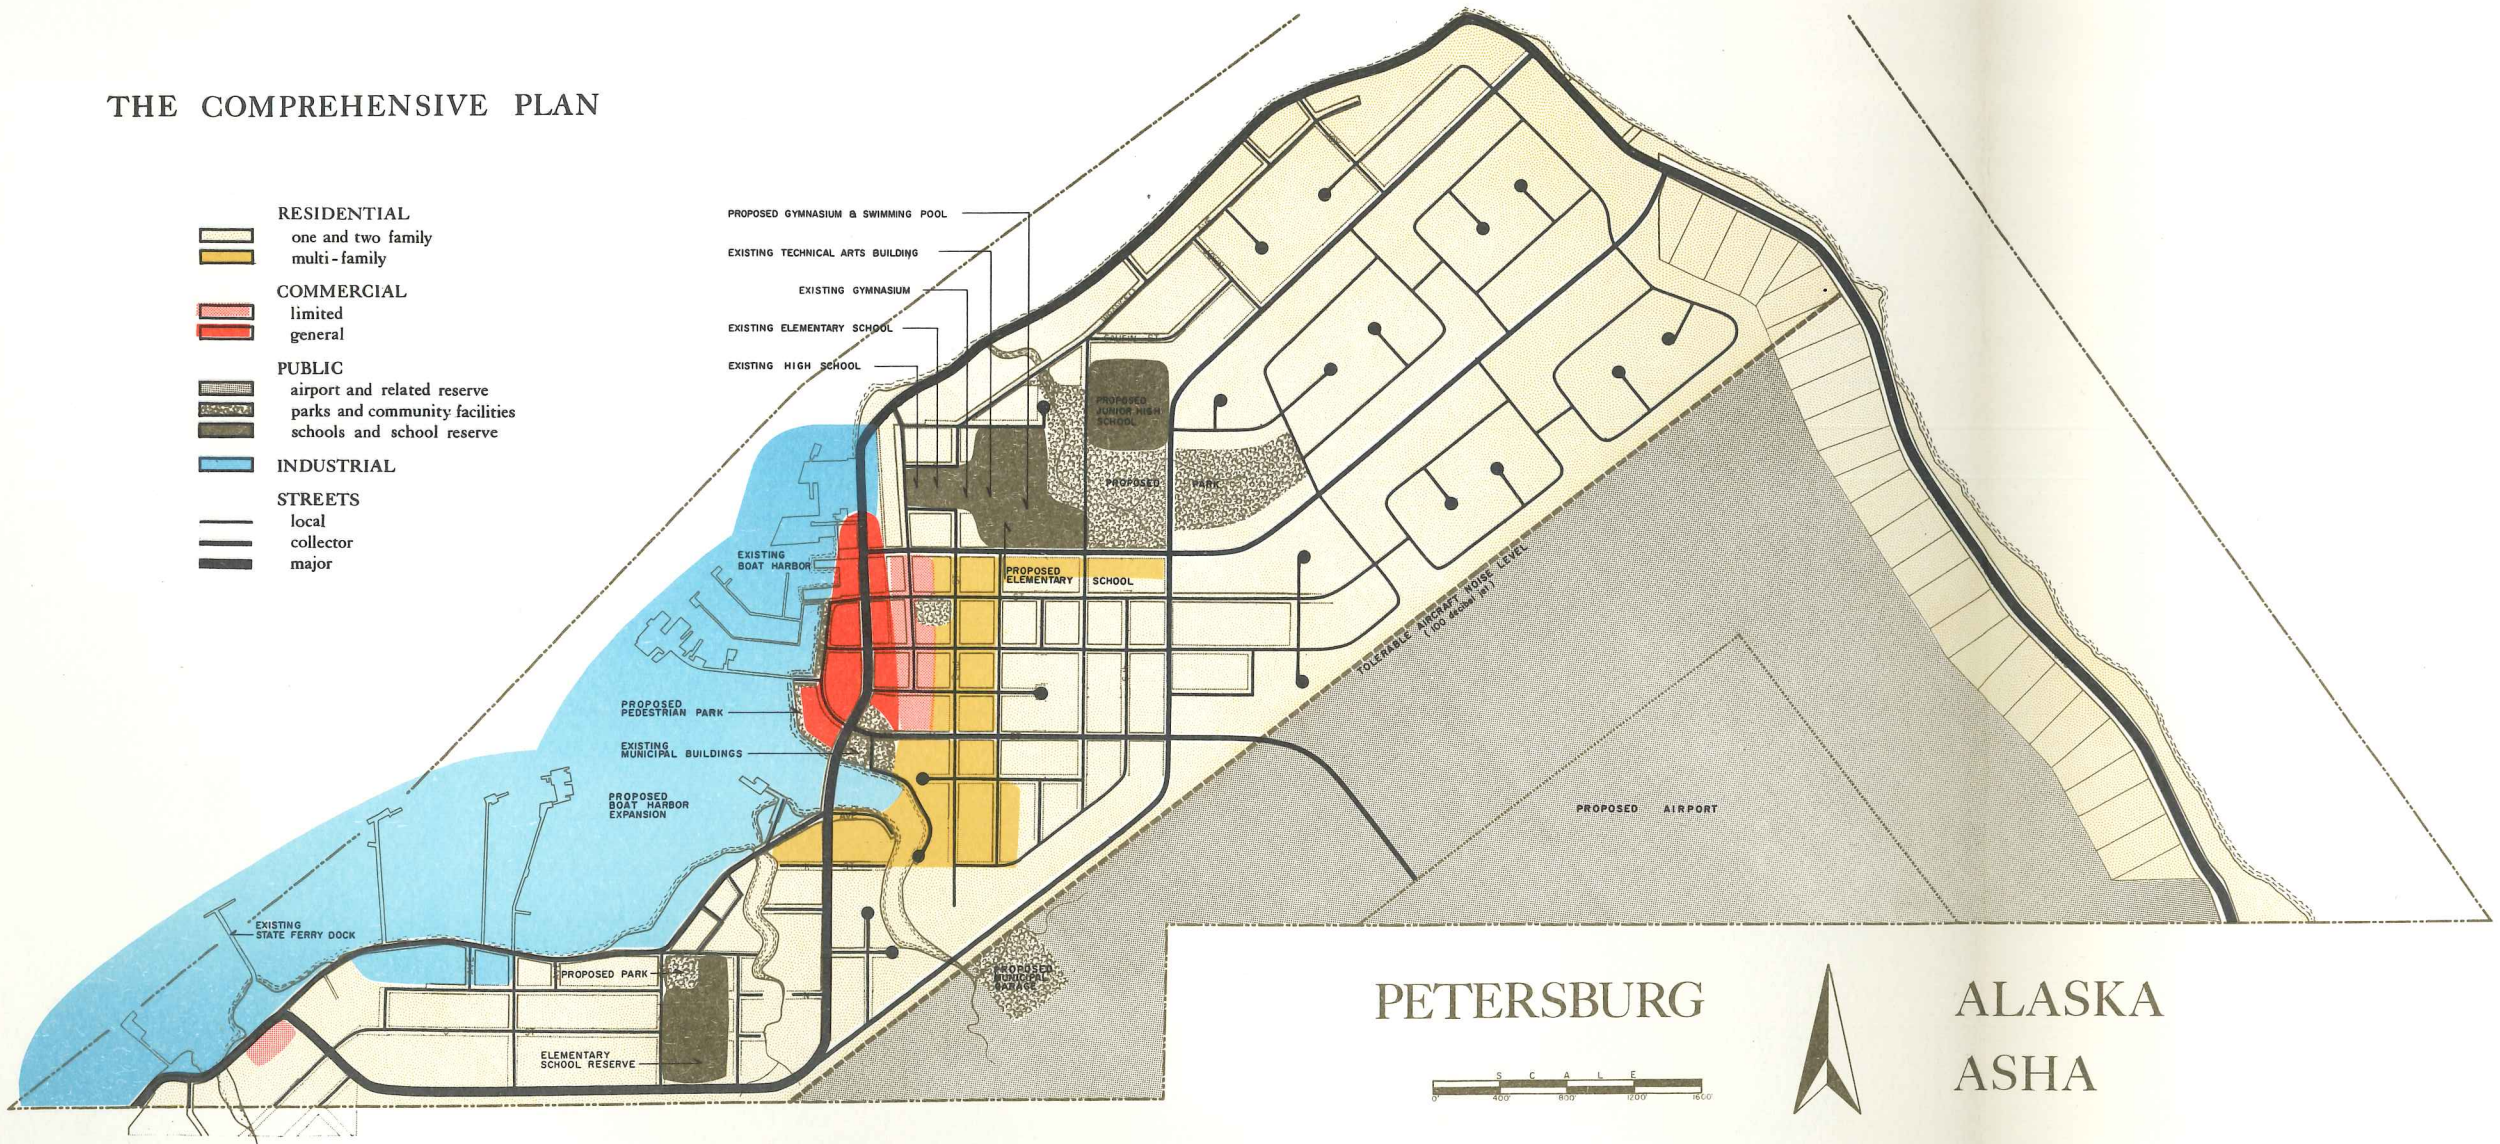 THE COMPREHENSIVE PLAN
RESIDENTIAL
one and two family
multi-family
COMMERCIAL
limited
general
PUBLIC
airport and related reserve
parks and community facilities
schools and school reserve
INDUSTRIAL
STREETS
local
collector
major
PROPOSED GYMNASIUM & SWIMMING POOL
EXISTING TECHNICAL ARTS BUILDING
EXISTING GYMNASIUM
EXISTING ELEMENTARY SCHOOL
EXISTING HIGH SCHOOL
PROPOSED
JUNIOR HIGH
SCHOOL
PROPOSED PARK
EXISTING
BOAT HARBOR
PROPOSED
ELEMENTARY SCHOOL
TOLERABLE AIRCRAFT NOISE LEVEL
(100 decibel jet)
PROPOSED
PEDESTRIAN PARK
EXISTING
MUNICIPAL BUILDINGS
PROPOSED
BOAT HARBOR
EXPANSION
PROPOSED AIRPORT
EXISTING
STATE FERRY DOCK
PROPOSED PARK
PROPOSED
MUNICIPAL
GARAGE
ELEMENTARY
SCHOOL RESERVE
PETERSBURG
ALASKA
ASHA
SCALE
0' 400' 800' 1200' 1600'